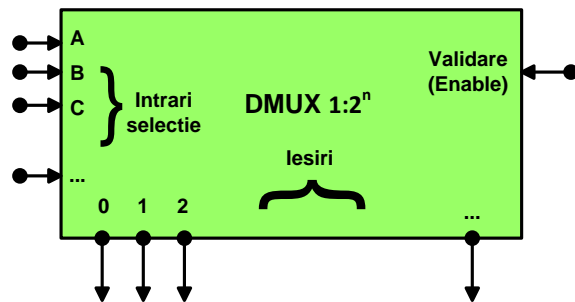 A
B
C
...
Intrari
selectie
DMUX 1:2ⁿ
Validare
(Enable)
Iesiri
0 1 2 ...